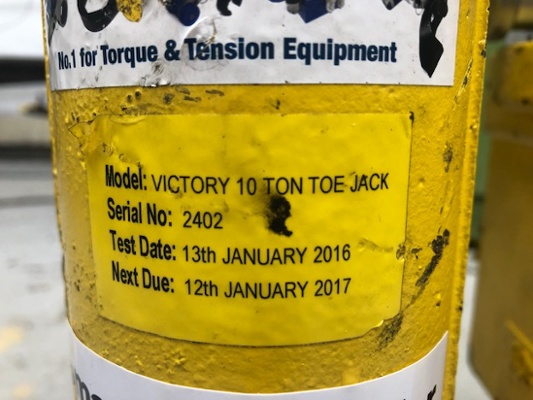 No.1 for Torque & Tension Equipment
Model: VICTORY 10 TON TOE JACK
Serial No: 2402
Test Date: 13th JANUARY 2016
Next Due: 12th JANUARY 2017